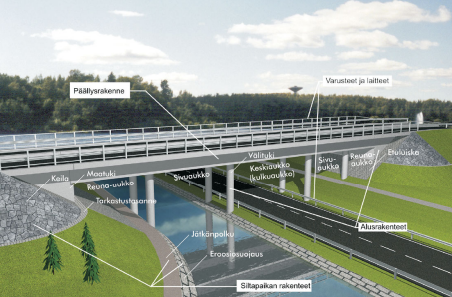 Varusteet ja laitteet
Päällysrakenne
Välituki
Keskiaukko
(kulkuaukko)
Sivu-
aukko
Reuna-
aukko
Etuluiska
Keila
Maatuki
Reuna-aukko
Sivuaukko
Tarkastustasanne
Alusrakenteet
Jätkänpolku
Eroosiosuojaus
Siltapaikan rakenteet